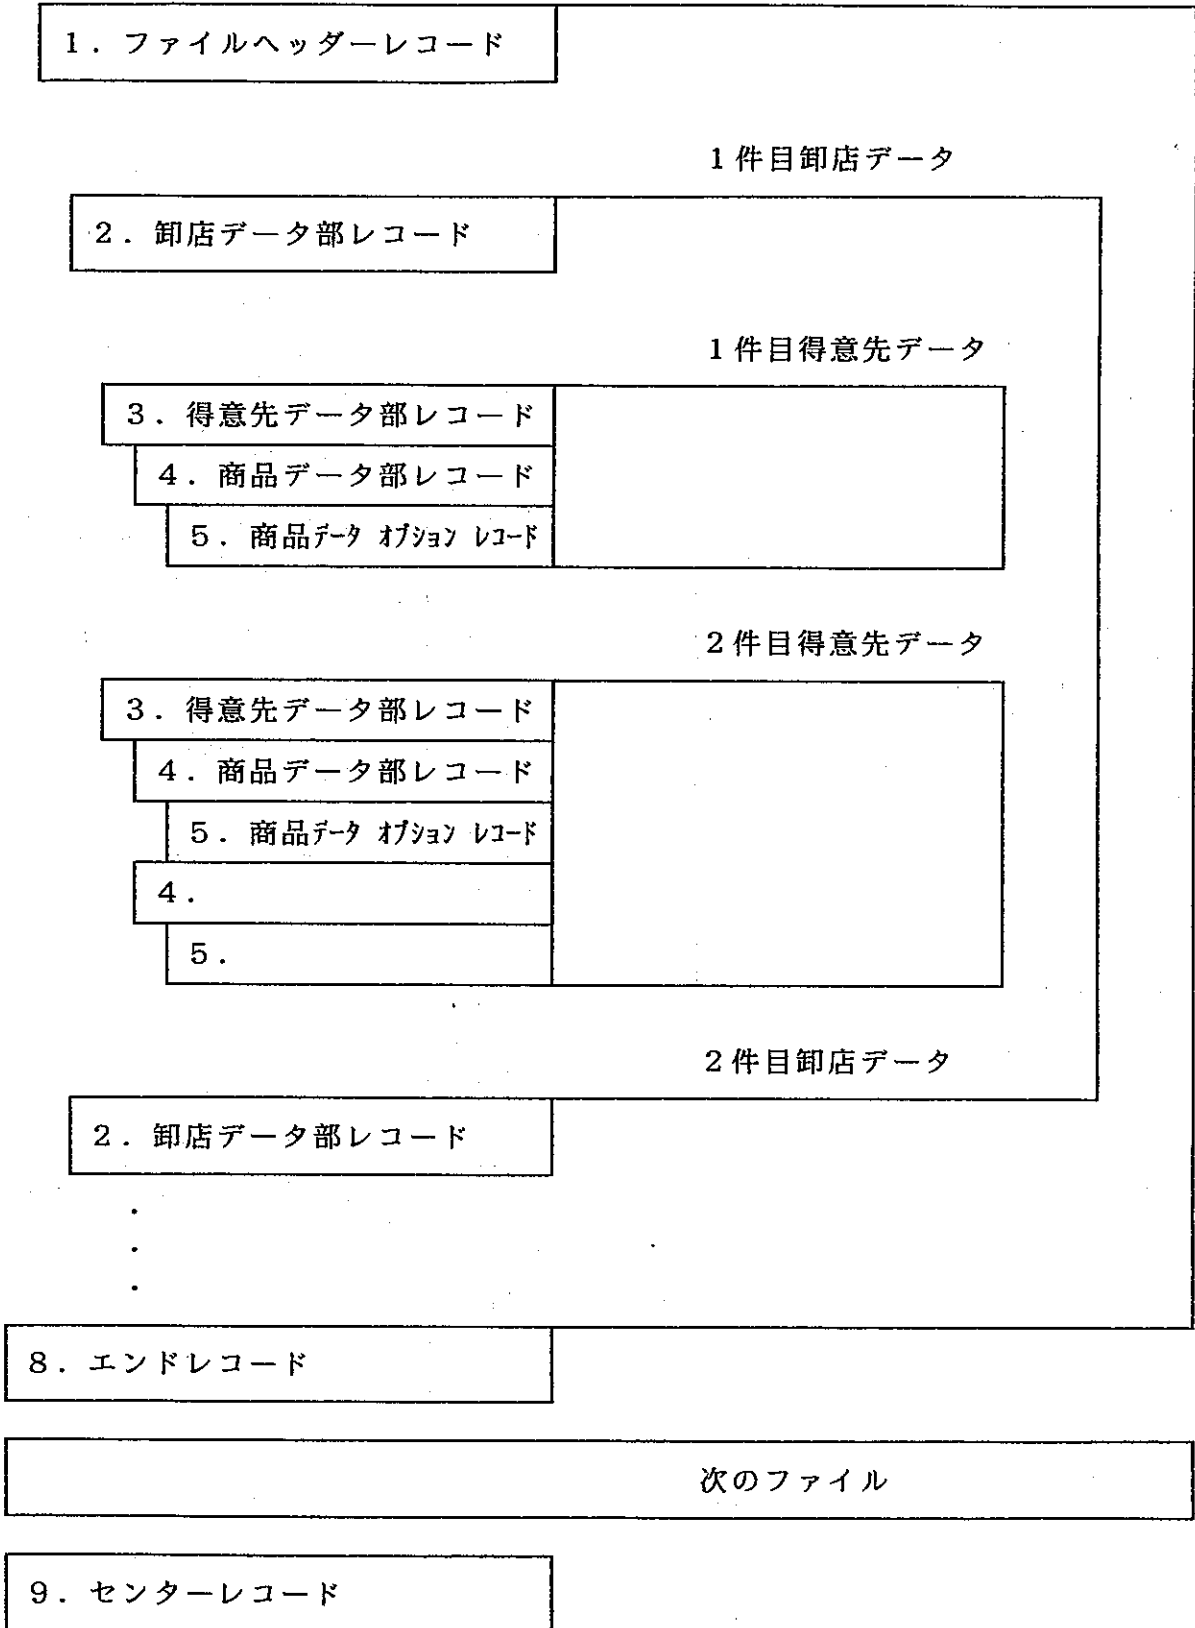 1．ファイルヘッダーレコード
1件目卸店データ
2．卸店データ部レコード
1件目得意先データ
3．得意先データ部レコード
4．商品データ部レコード
5．商品ﾃﾞｰﾀ ｵﾌﾟｼｮﾝ ﾚｺｰﾄﾞ
2件目得意先データ
3．得意先データ部レコード
4．商品データ部レコード
5．商品ﾃﾞｰﾀ ｵﾌﾟｼｮﾝ ﾚｺｰﾄﾞ
4．
5．
2件目卸店データ
2．卸店データ部レコード
・
・
・
8．エンドレコード
次のファイル
9．センターレコード